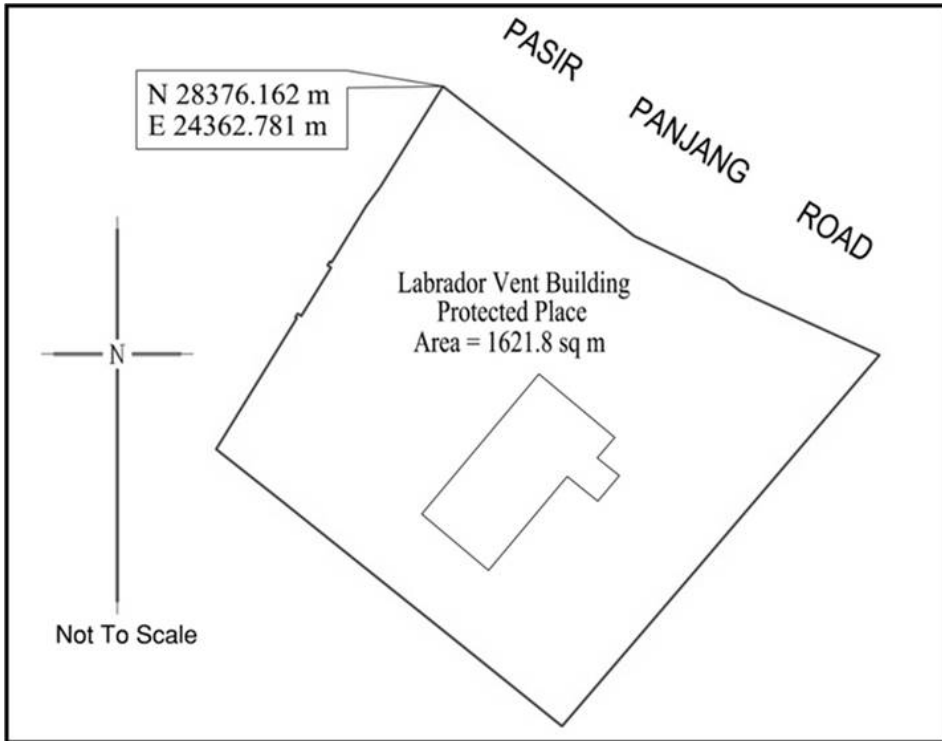 PASIR PANJANG ROAD
N 28376.162 m
E 24362.781 m
Labrador Vent Building
Protected Place
Area = 1621.8 sq m
N
Not To Scale